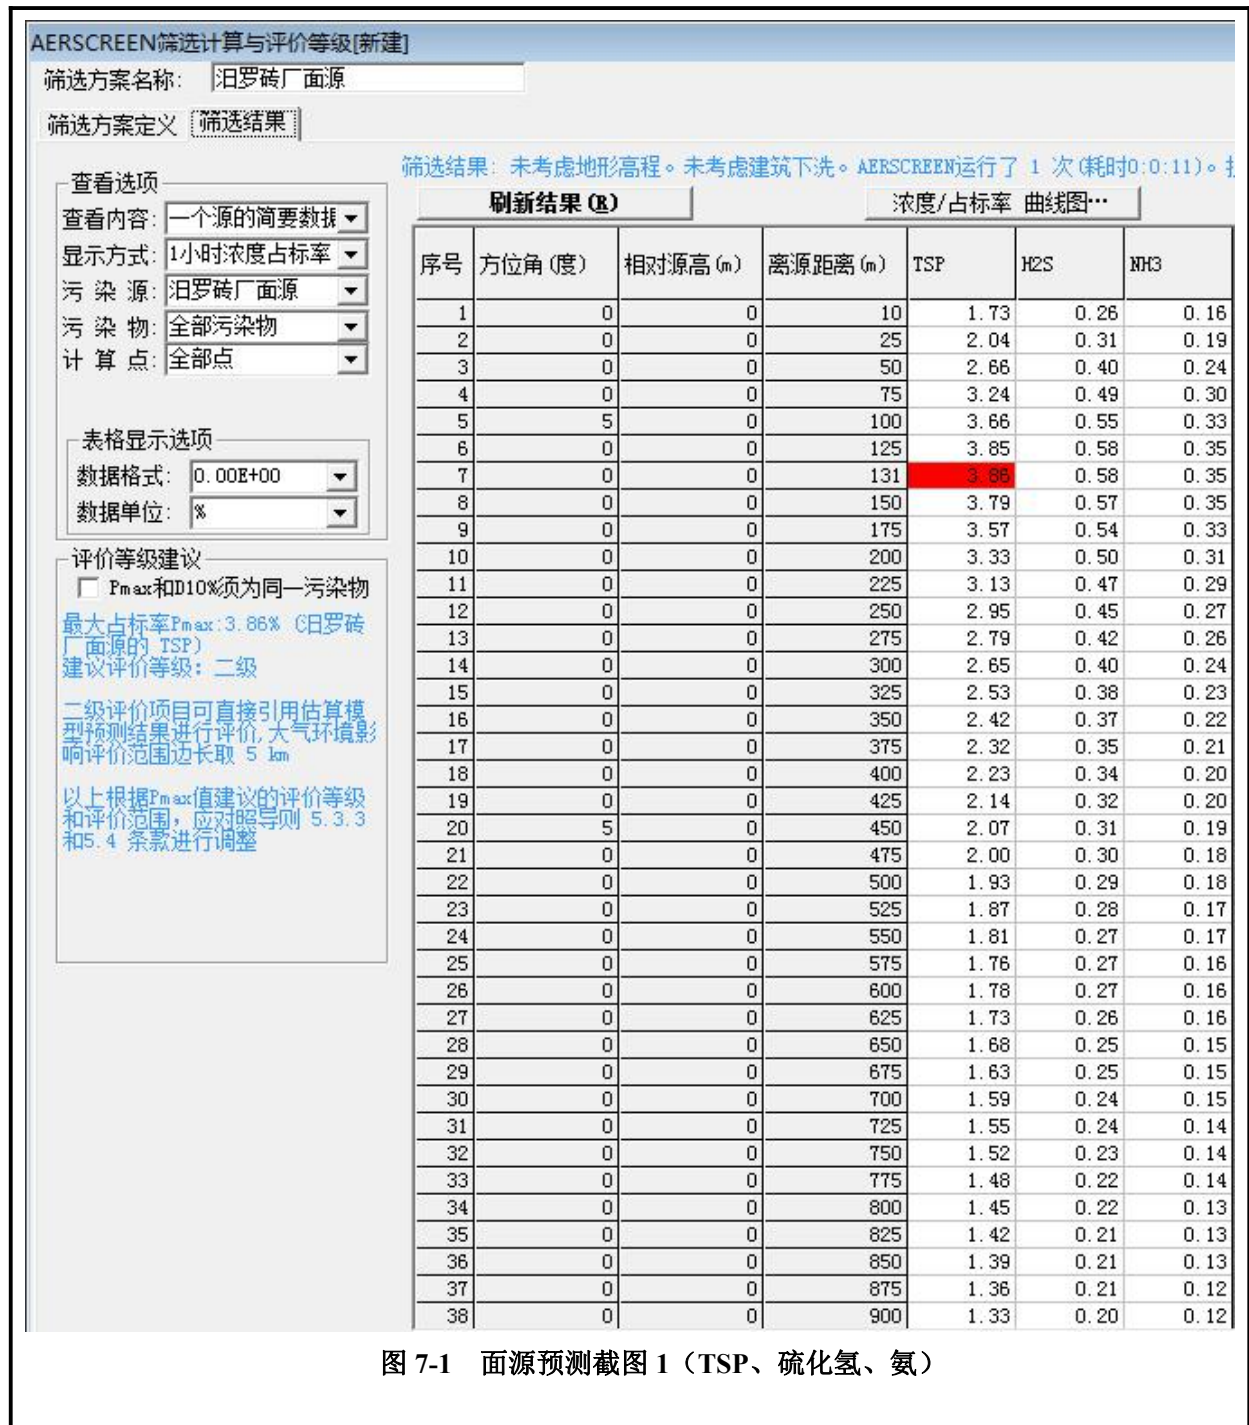 AERSCREEN筛选计算与评价等级[新建]
筛选方案名称: 汨罗砖厂面源
筛选方案定义 筛选结果
查看选项
查看内容: 一个源的简要数据
显示方式: 1小时浓度占标率
污 染 源: 汨罗砖厂面源
污 染 物: 全部污染物
计 算 点: 全部点
表格显示选项
数据格式: 0.00E+00
数据单位: %
评价等级建议
Pmax和D10%须为同一污染物
最大占标率Pmax:3.86% (汨罗砖
厂面源的 TSP)
建议评价等级: 二级
二级评价项目可直接引用估算模
型预测结果进行评价,大气环境影
响评价范围边长取 5 km
以上根据Pmax值建议的评价等级
和评价范围，应对照导则 5.3.3
和5.4 条款进行调整
筛选结果: 未考虑地形高程。未考虑建筑下洗。AERSCREEN运行了 1 次(耗时0:0:11)。
刷新结果(R) 浓度/占标率 曲线图…
序号 方位角(度) 相对源高(m) 离源距离(m) TSP H2S NH3
1 0 0 10 1.73 0.26 0.16
2 0 0 25 2.04 0.31 0.19
3 0 0 50 2.66 0.40 0.24
4 0 0 75 3.24 0.49 0.30
5 5 0 100 3.66 0.55 0.33
6 0 0 125 3.85 0.58 0.35
7 0 0 131 3.86 0.58 0.35
8 0 0 150 3.79 0.57 0.35
9 0 0 175 3.57 0.54 0.33
10 0 0 200 3.33 0.50 0.31
11 0 0 225 3.13 0.47 0.29
12 0 0 250 2.95 0.45 0.27
13 0 0 275 2.79 0.42 0.26
14 0 0 300 2.65 0.40 0.24
15 0 0 325 2.53 0.38 0.23
16 0 0 350 2.42 0.37 0.22
17 0 0 375 2.32 0.35 0.21
18 0 0 400 2.23 0.34 0.20
19 0 0 425 2.14 0.32 0.20
20 5 0 450 2.07 0.31 0.19
21 0 0 475 2.00 0.30 0.18
22 0 0 500 1.93 0.29 0.18
23 0 0 525 1.87 0.28 0.17
24 0 0 550 1.81 0.27 0.17
25 0 0 575 1.76 0.27 0.16
26 0 0 600 1.78 0.27 0.16
27 0 0 625 1.73 0.26 0.16
28 0 0 650 1.68 0.25 0.15
29 0 0 675 1.63 0.25 0.15
30 0 0 700 1.59 0.24 0.15
31 0 0 725 1.55 0.24 0.14
32 0 0 750 1.52 0.23 0.14
33 0 0 775 1.48 0.22 0.14
34 0 0 800 1.45 0.22 0.13
35 0 0 825 1.42 0.21 0.13
36 0 0 850 1.39 0.21 0.13
37 0 0 875 1.36 0.21 0.12
38 0 0 900 1.33 0.20 0.12
图 7-1 面源预测截图 1（TSP、硫化氢、氨）